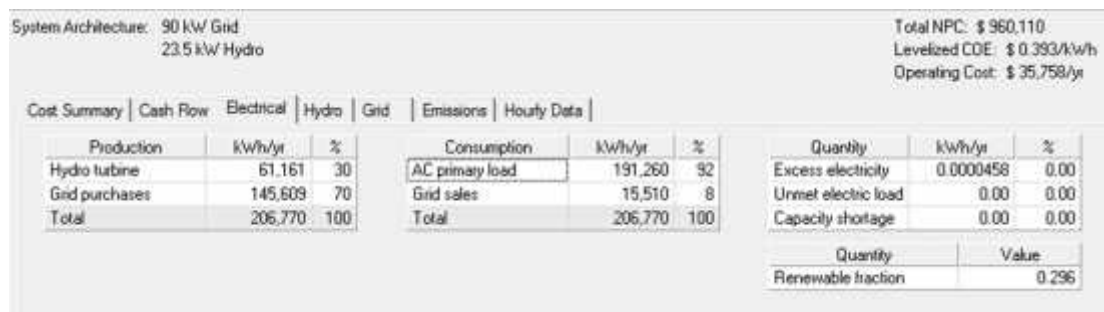 System Architecture: 90 kW Grid
23.5 kW Hydro
Total NPC: $ 960,110
Levelized COE: $ 0.393/kWh
Operating Cost: $ 35,758/yr
Cost Summary | Cash Flow Electrical | Hydro | Grid | Emissions | Hourly Data |
Production kWh/yr %
Hydro turbine 61,161 30
Grid purchases 145,609 70
Total 206,770 100
Consumption kWh/yr %
AC primary load 191,260 92
Grid sales 15,510 8
Total 206,770 100
Quantity kWh/yr %
Excess electricity 0.0000458 0.00
Unmet electric load 0.00 0.00
Capacity shortage 0.00 0.00
Quantity Value
Renewable fraction 0.296